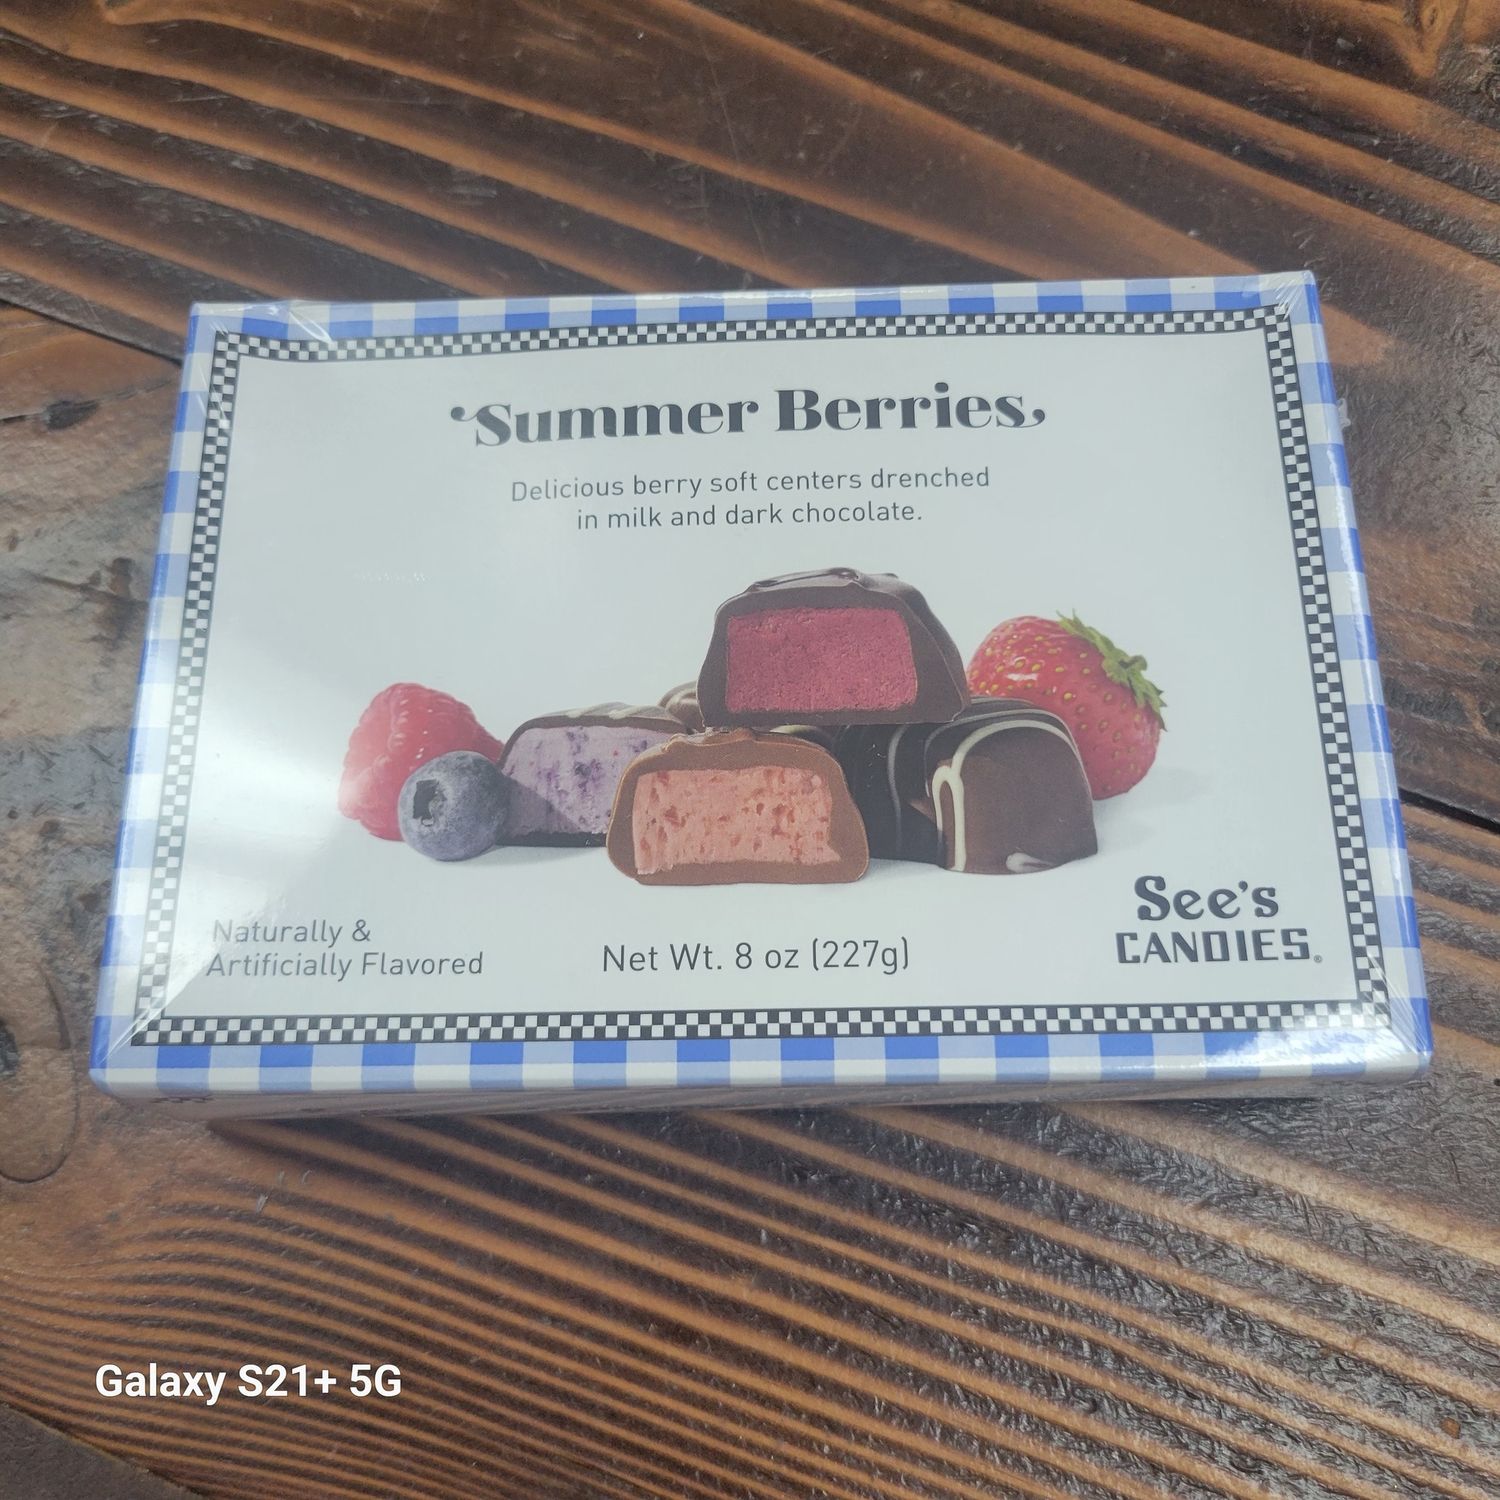 Summer Berries
Delicious berry soft centers drenched
in milk and dark chocolate.
Naturally &
Artificially Flavored
Net Wt. 8 oz (227g)
See's
CANDIES®
Galaxy S21+ 5G